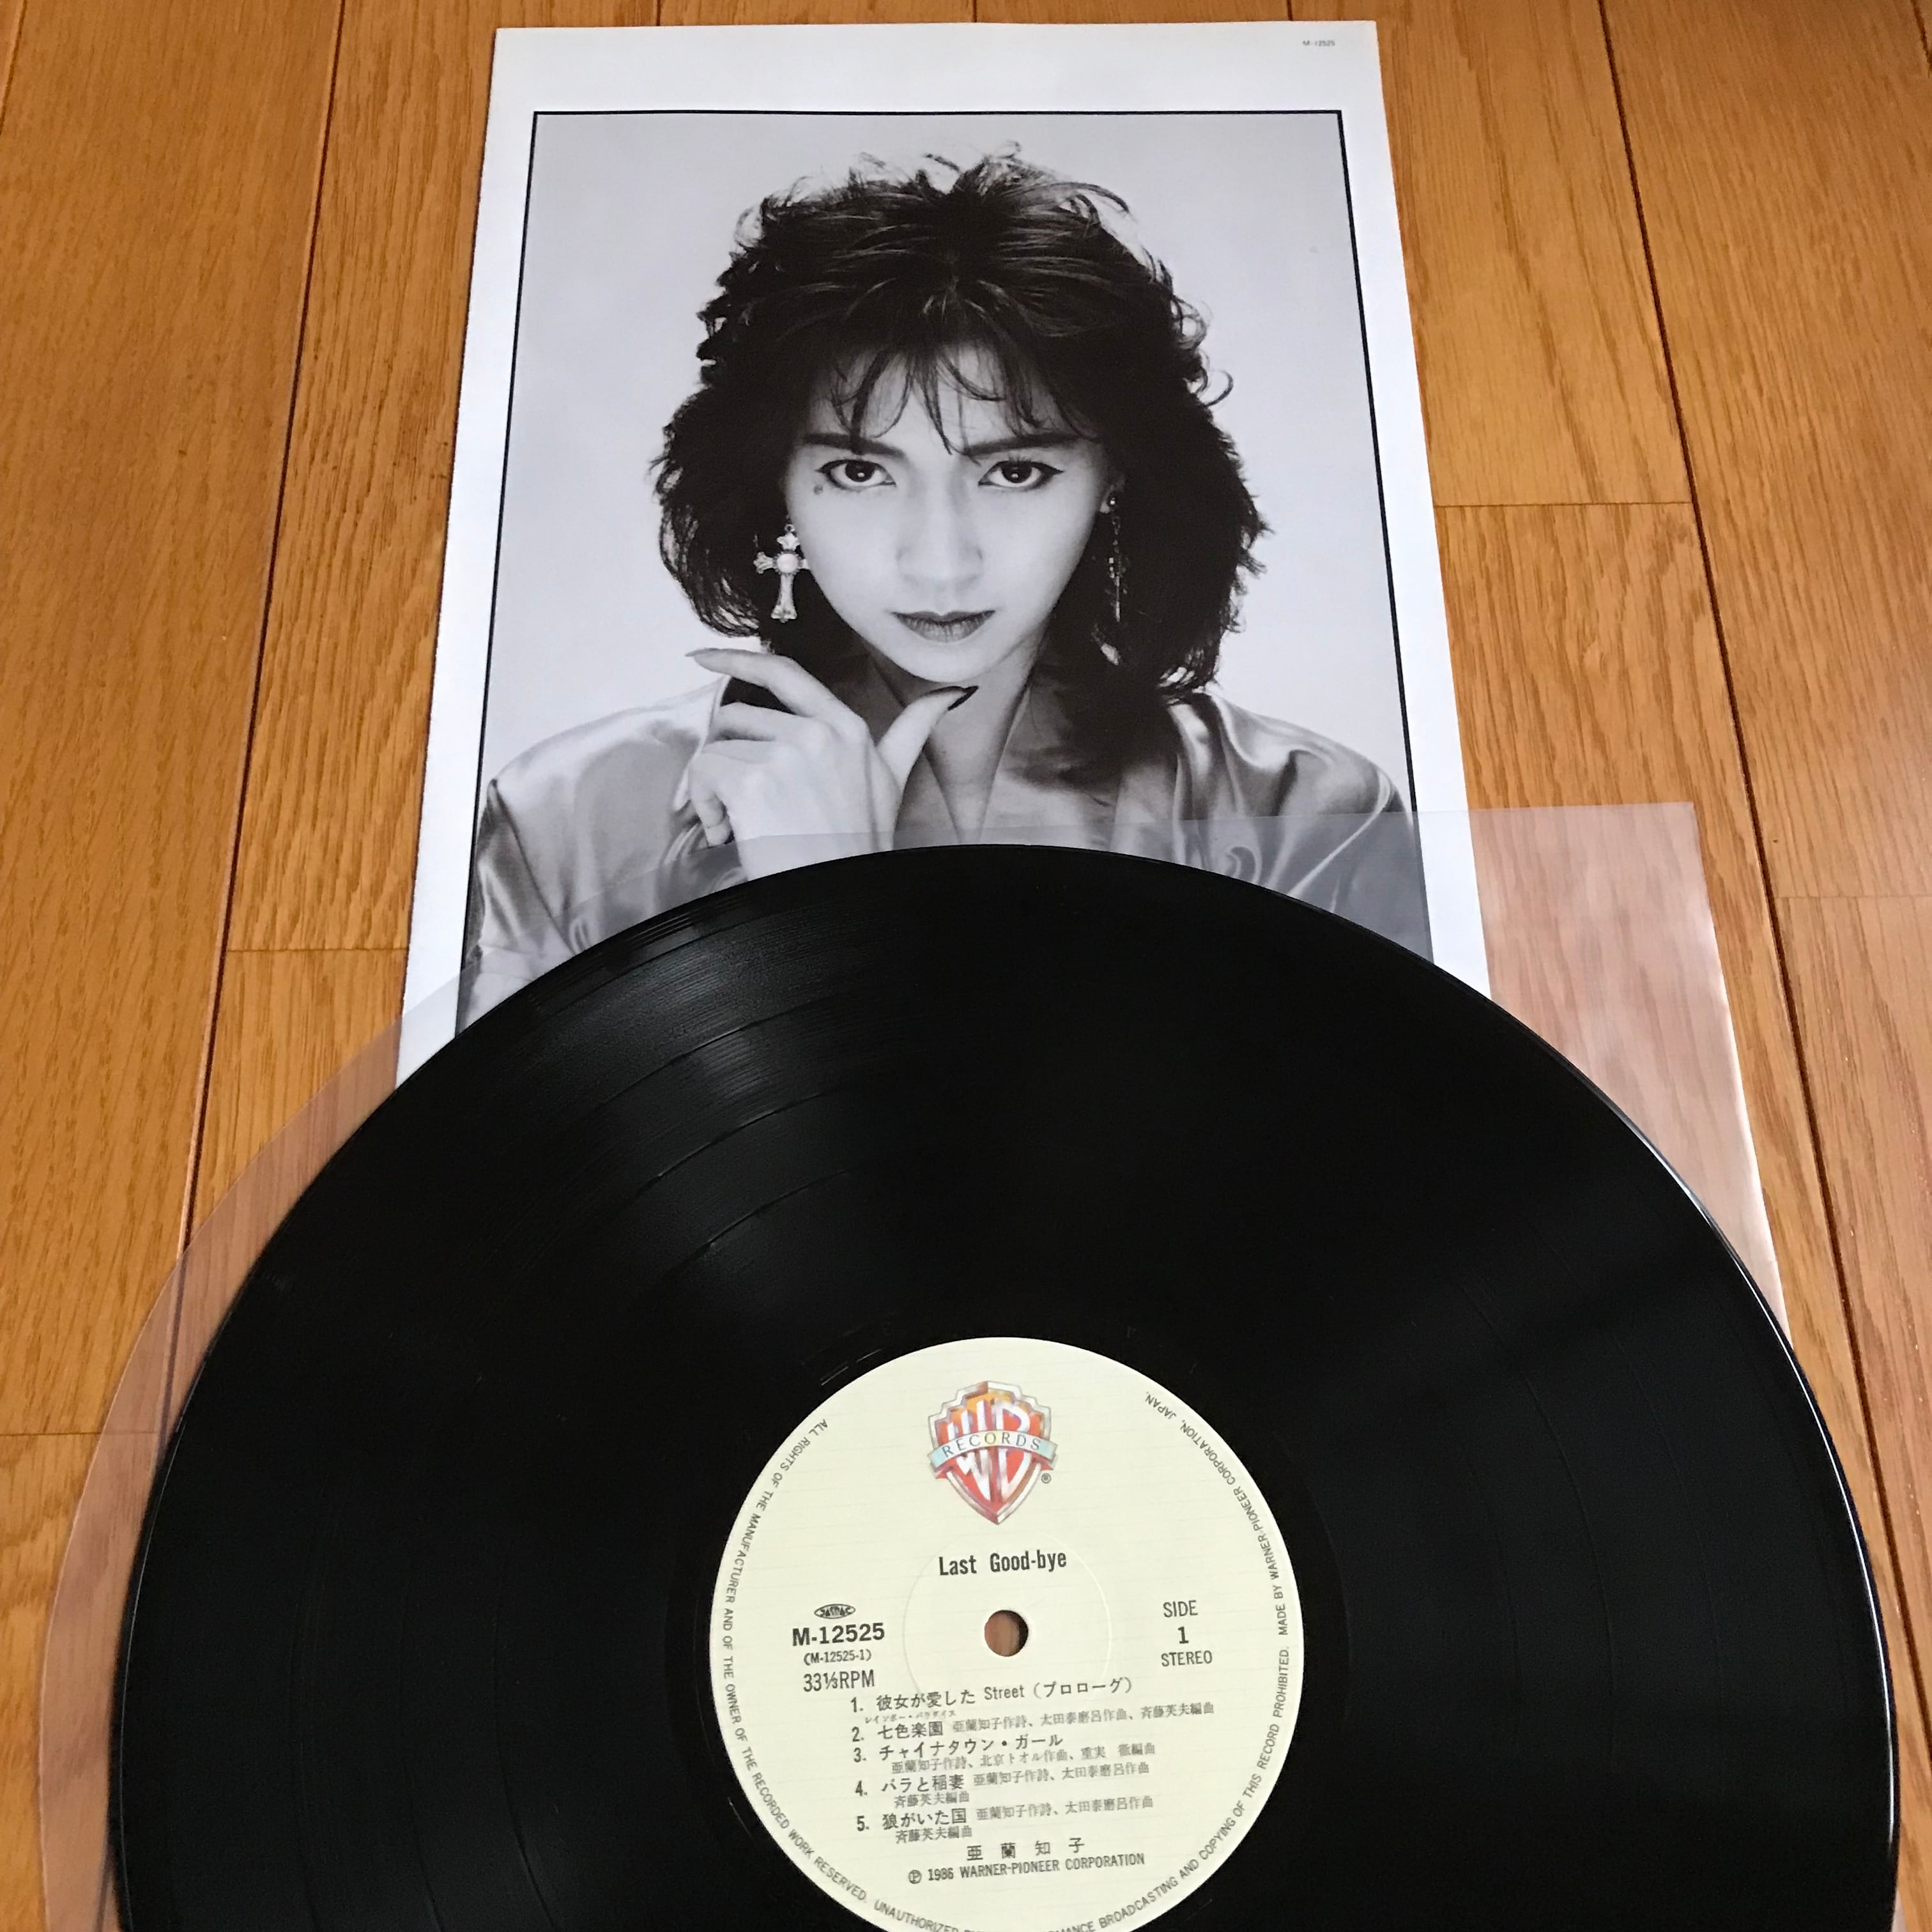 M-12525
WB
RECORDS
®
ALL RIGHTS OF THE MANUFACTURER AND OF THE OWNER OF THE RECORDED WORK RESERVED. UNAUTHORIZED
BROADCASTING AND COPYING OF THIS RECORD PROHIBITED. MADE BY WARNER-PIONEER CORPORATION, JAPAN.
Last Good-bye
JASRAC
M-12525
(M-12525-1)
33⅓RPM
SIDE
1
STEREO
1. 彼女が愛した Street（プロローグ）
レインボー・パラダイス
2. 七色楽園 亜蘭知子作詩、太田泰磨呂作曲、斉藤英夫編曲
3. チャイナタウン・ガール
亜蘭知子作詩、北京トオル作曲、重実 徹編曲
4. バラと稲妻 亜蘭知子作詩、太田泰磨呂作曲
斉藤英夫編曲
5. 狼がいた国 亜蘭知子作詩、太田泰磨呂作曲
斉藤英夫編曲
亜蘭知子
℗ 1986 WARNER-PIONEER CORPORATION